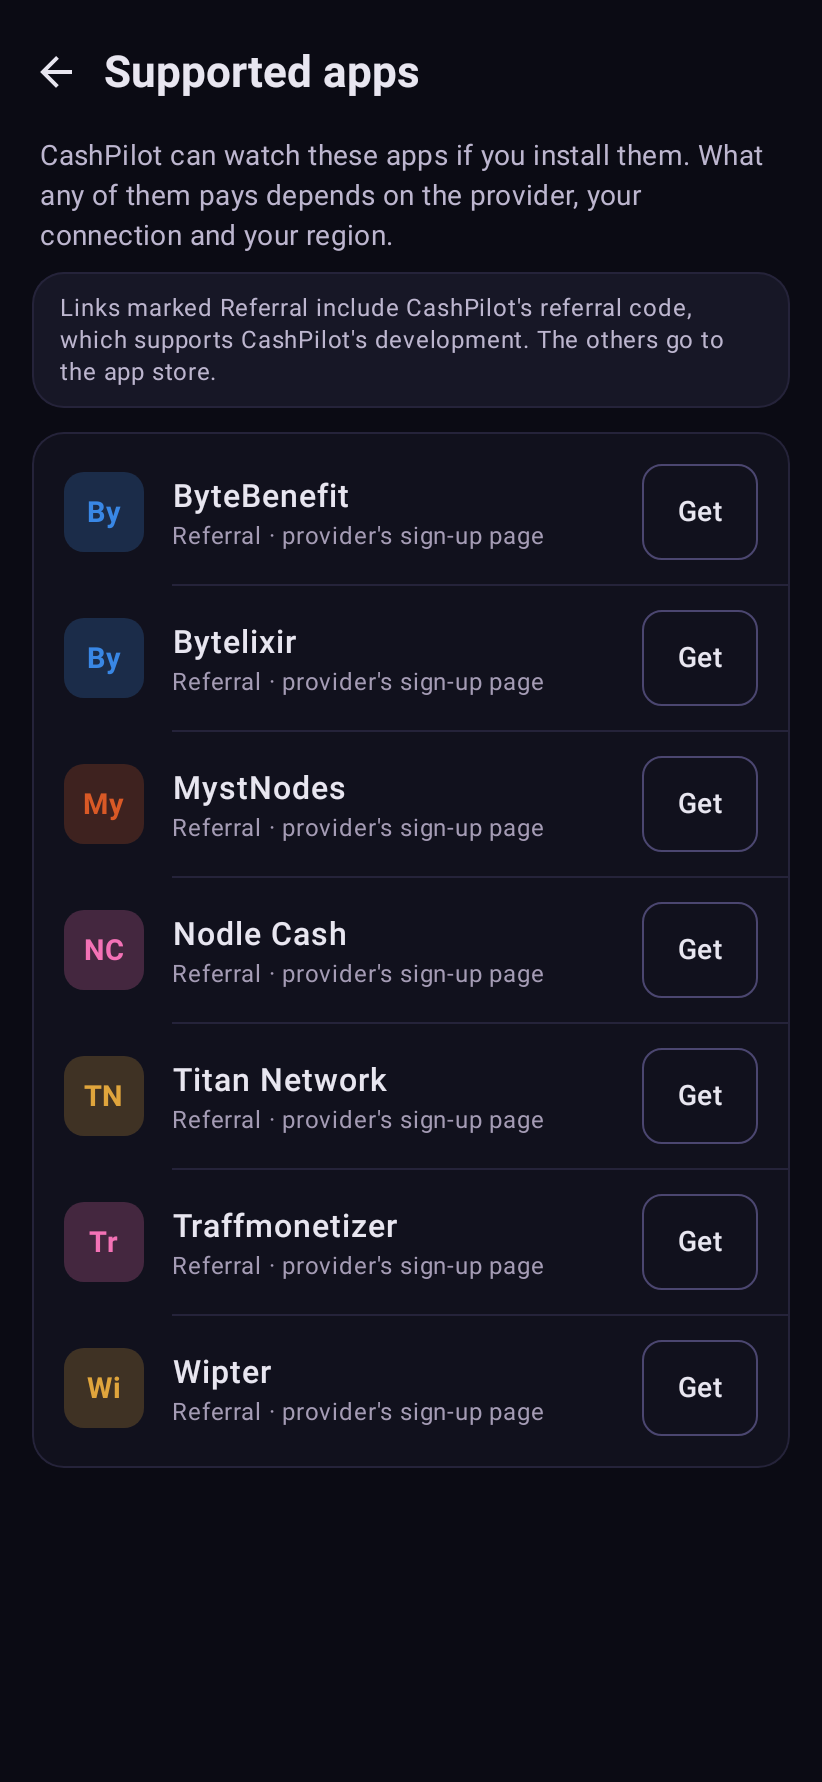 Supported apps
CashPilot can watch these apps if you install them. What
any of them pays depends on the provider, your
connection and your region.
Links marked Referral include CashPilot's referral code,
which supports CashPilot's development. The others go to
the app store.
By
ByteBenefit
Referral · provider's sign-up page
Get
By
Bytelixir
Referral · provider's sign-up page
Get
My
MystNodes
Referral · provider's sign-up page
Get
NC
Nodle Cash
Referral · provider's sign-up page
Get
TN
Titan Network
Referral · provider's sign-up page
Get
Tr
Traffmonetizer
Referral · provider's sign-up page
Get
Wi
Wipter
Referral · provider's sign-up page
Get